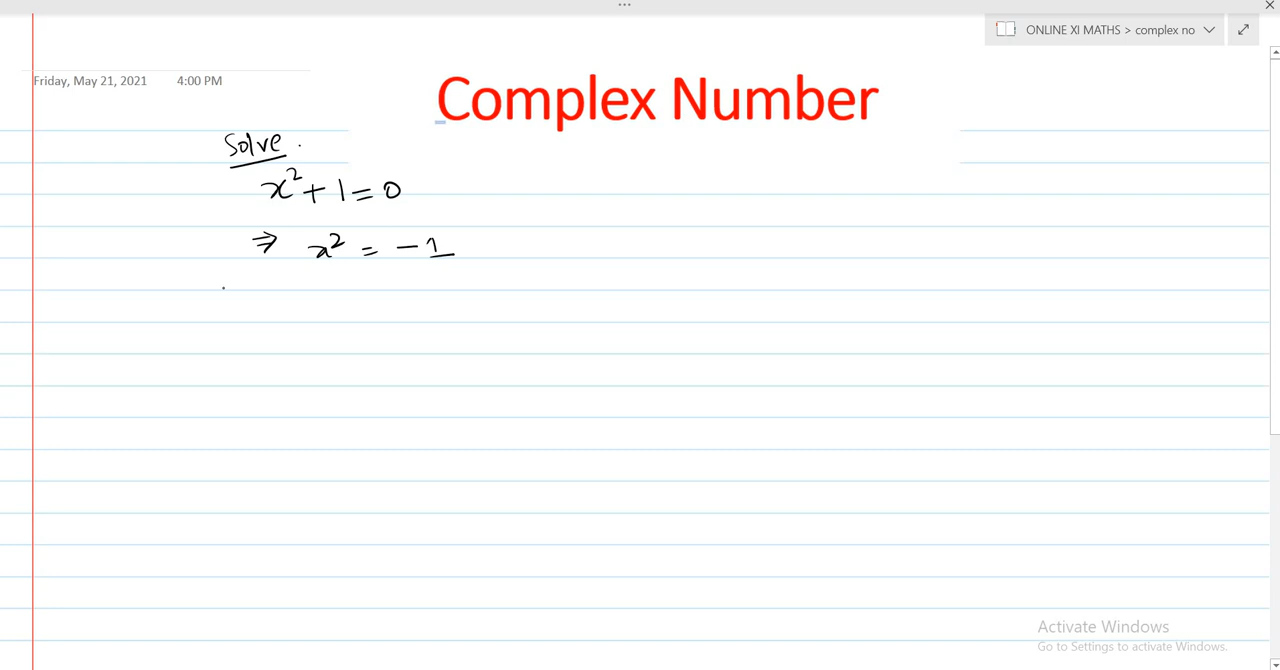 ONLINE XI MATHS > complex no
Friday, May 21, 2021 4:00 PM
Complex Number
Solve .
x² + 1 = 0
⇒ x² = -1
Activate Windows
Go to Settings to activate Windows.